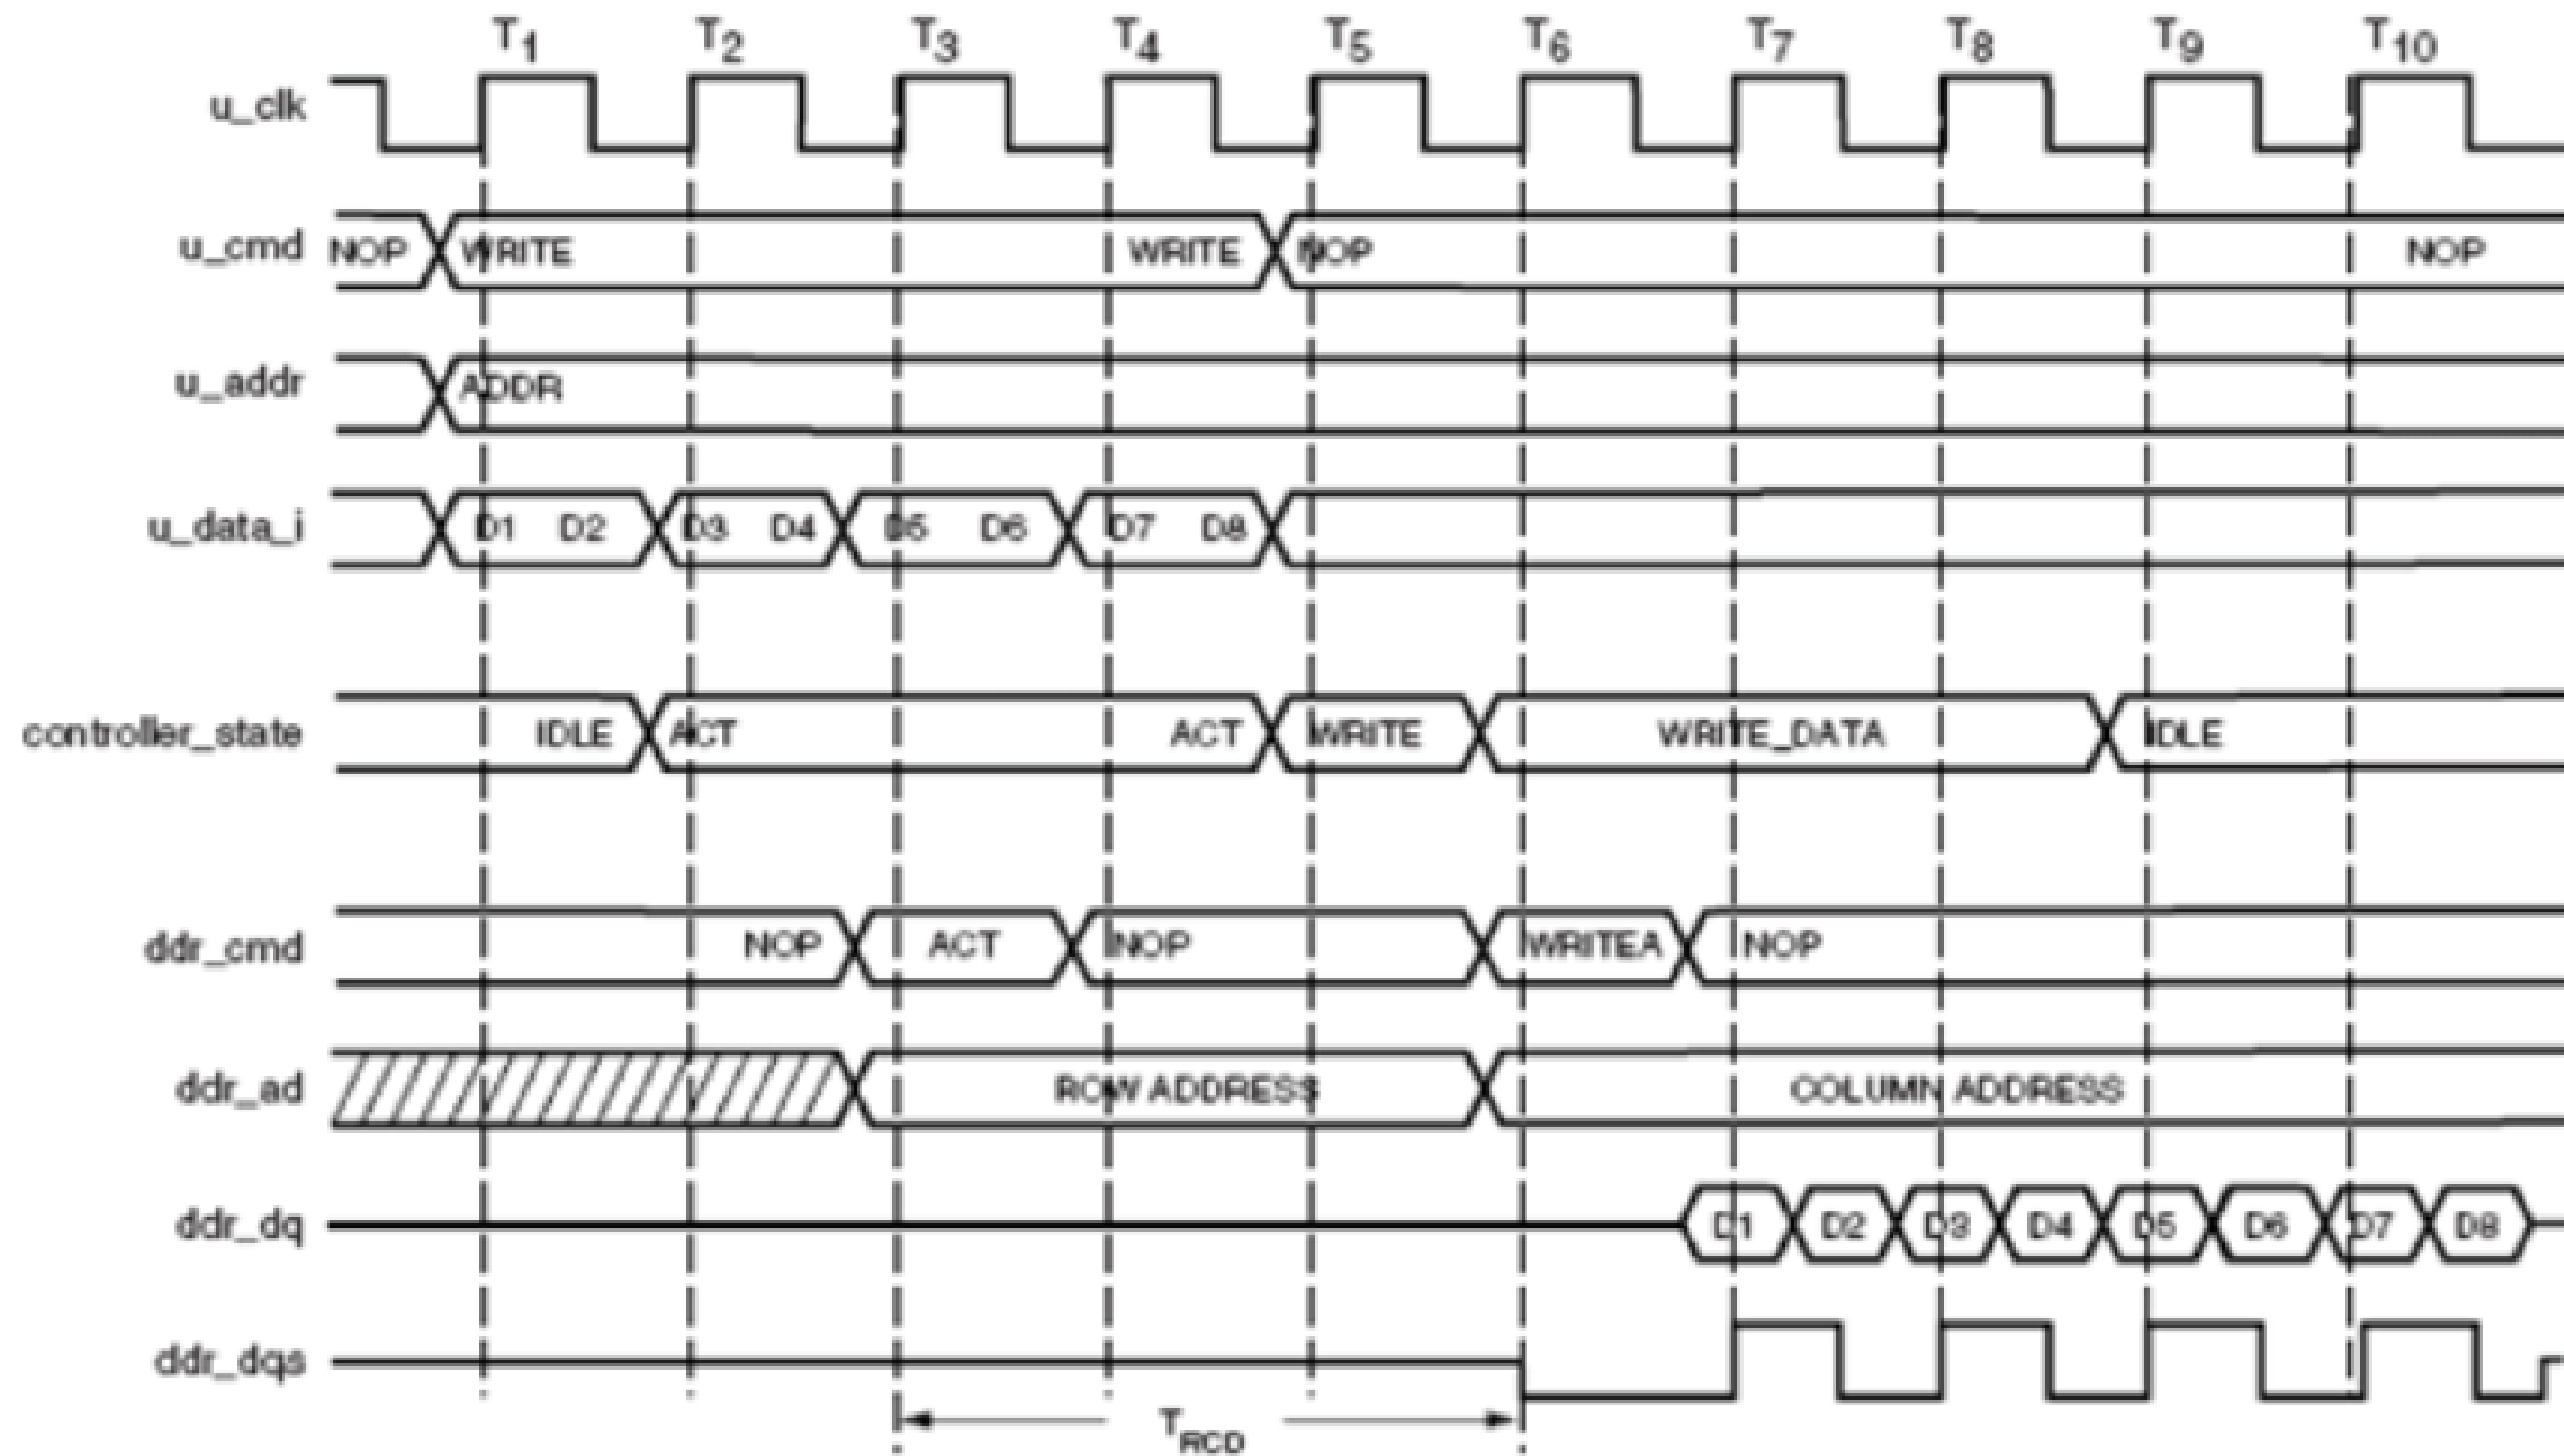 T1 T2 T3 T4 T5 T6 T7 T8 T9 T10
u_clk
u_cmd NOP WRITE WRITE NOP NOP
u_addr ADDR
u_data_i D1 D2 D3 D4 D5 D6 D7 D8
controller_state IDLE ACT ACT WRITE WRITE_DATA IDLE
ddr_cmd NOP ACT NOP WRITEA NOP
ddr_ad ROW ADDRESS COLUMN ADDRESS
ddr_dq D1 D2 D3 D4 D5 D6 D7 D8
ddr_dqs
TRCD